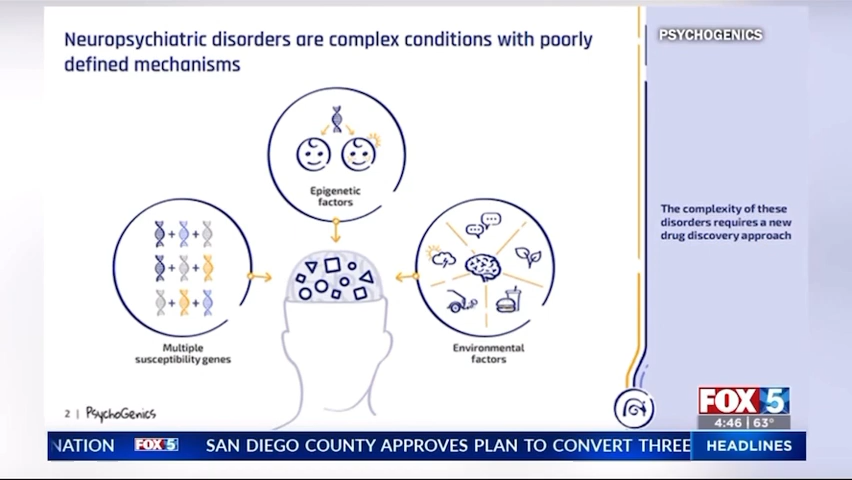 Neuropsychiatric disorders are complex conditions with poorly
defined mechanisms
PSYCHOGENICS
Epigenetic
factors
The complexity of these
disorders requires a new
drug discovery approach
Multiple
susceptibility genes
Environmental
factors
2 | PsychoGenics
FOX 5
4:46 | 63°
NATION FOX 5 SAN DIEGO COUNTY APPROVES PLAN TO CONVERT THREE
HEADLINES